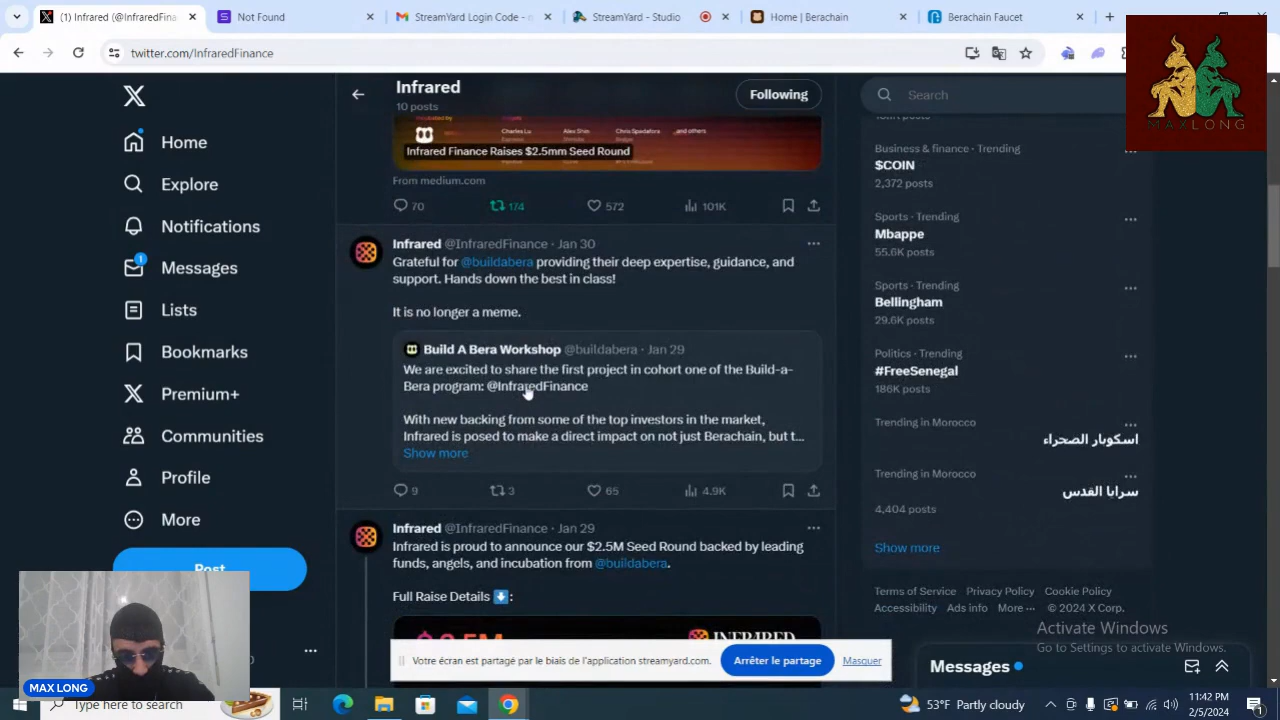 Not Found
StreamYard Login Code -
StreamYard - Studio
Home | Berachain
Berachain Faucet
twitter.com/InfraredFinance
MAXLONG
Home
Explore
Notifications
1
Messages
Lists
Bookmarks
Premium+
Communities
Profile
More
Post
Infrared
10 posts
Following
Charles Lu
Alex Shin
Chris Spadafora
and others
Infrared Finance Raises $2.5mm Seed Round
From medium.com
70
174
572
101K
Infrared @InfraredFinance · Jan 30
Grateful for @buildabera providing their deep expertise, guidance, and
support. Hands down the best in class!
It is no longer a meme.
Build A Bera Workshop @buildabera · Jan 29
We are excited to share the first project in cohort one of the Build-a-
Bera program: @InfraredFinance
With new backing from some of the top investors in the market,
Infrared is posed to make a direct impact on not just Berachain, but t...
Show more
9
3
65
4.9K
Infrared @InfraredFinance · Jan 29
Infrared is proud to announce our $2.5M Seed Round backed by leading
funds, angels, and incubation from @buildabera.
Full Raise Details ⬇️:
INFRARED
Search
Business & finance · Trending
$COIN
2,372 posts
Sports · Trending
Mbappe
55.6K posts
Sports · Trending
Bellingham
29.6K posts
Politics · Trending
#FreeSenegal
186K posts
Trending in Morocco
اسكوبار الصحراء
Trending in Morocco
سرايا القدس
4,404 posts
Show more
Terms of Service Privacy Policy Cookie Policy
Accessibility Ads info More ··· © 2024 X Corp.
Activate Windows
Go to Settings to activate Windows.
Messages
Votre écran est partagé par le biais de l'application streamyard.com.
Arrêter le partage
Masquer
MAX LONG
Type here to search
53°F Partly cloudy
11:42 PM
2/5/2024
1